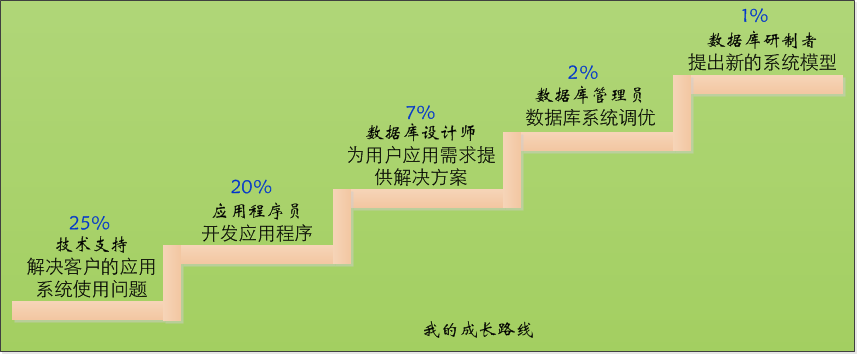 25%
技术支持
解决客户的应用
系统使用问题
20%
应用程序员
开发应用程序
7%
数据库设计师
为用户应用需求提
供解决方案
2%
数据库管理员
数据库系统调优
1%
数据库研制者
提出新的系统模型
我的成长路线